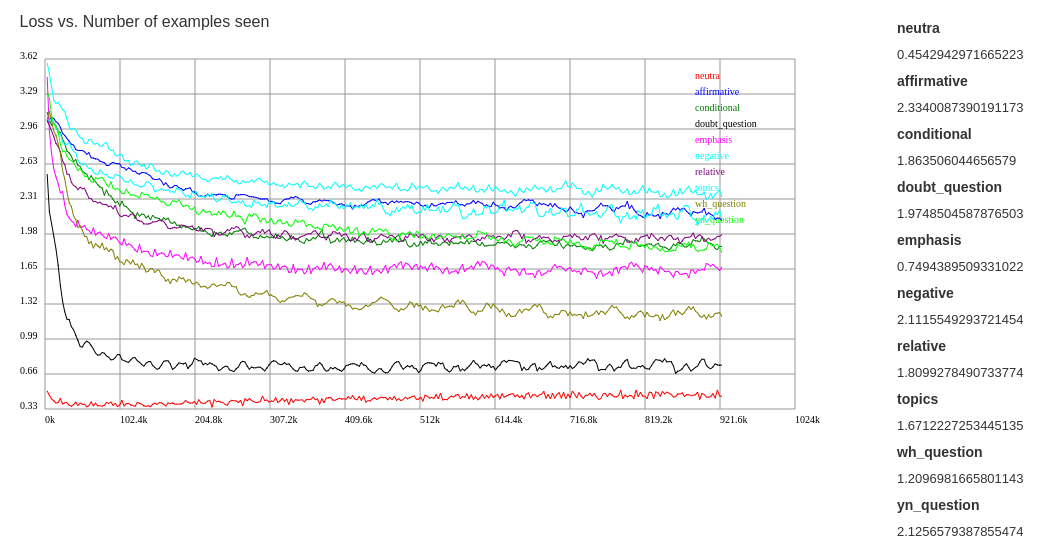 Loss vs. Number of examples seen
3.62
3.29
2.96
2.63
2.31
1.98
1.65
1.32
0.99
0.66
0.33
0k 102.4k 204.8k 307.2k 409.6k 512k 614.4k 716.8k 819.2k 921.6k 1024k
neutra
affirmative
conditional
doubt_question
emphasis
negative
relative
topics
wh_question
yn_question
neutra
0.4542942971665223
affirmative
2.3340087390191173
conditional
1.863506044656579
doubt_question
1.9748504587876503
emphasis
0.7494389509331022
negative
2.1115549293721454
relative
1.8099278490733774
topics
1.6712227253445135
wh_question
1.2096981665801143
yn_question
2.1256579387855474